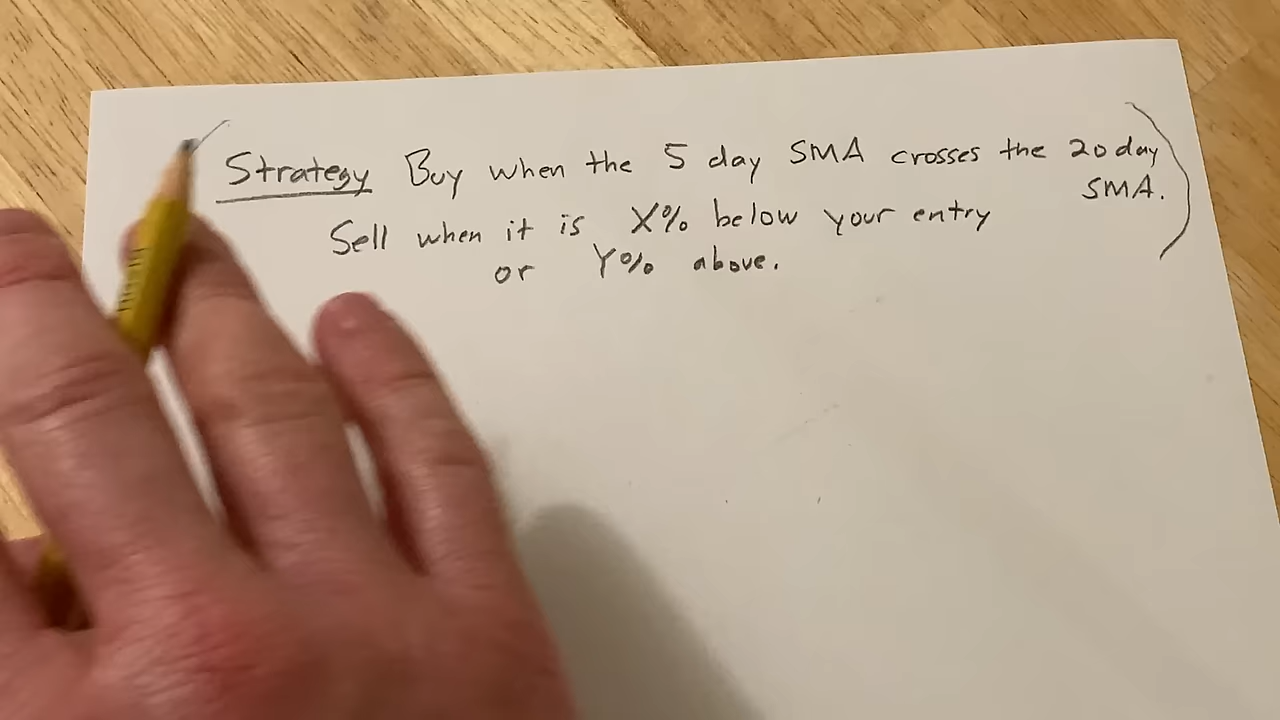 Strategy Buy when the 5 day SMA crosses the 20 day
SMA.
Sell when it is X% below your entry
or Y% above.